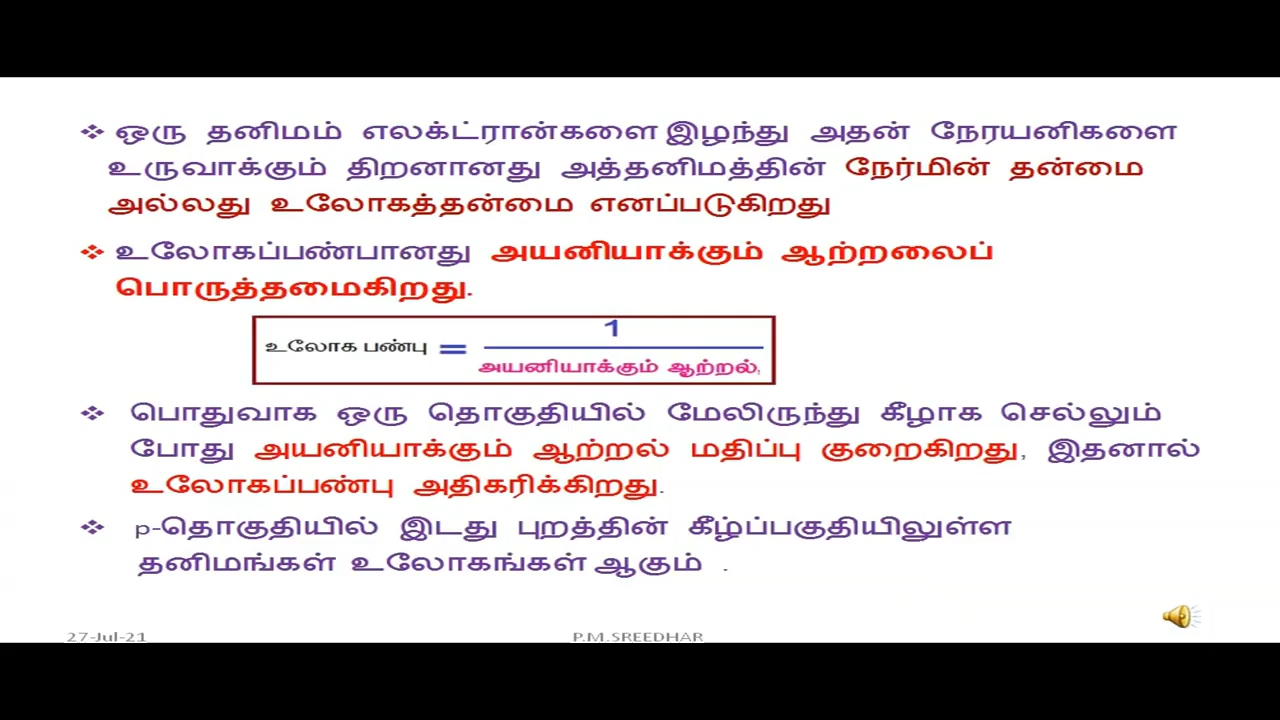 ❖ ஒரு தனிமம் எலக்ட்ரான்களை இழந்து அதன் நேரயனிகளை
உருவாக்கும் திறனானது அத்தனிமத்தின் நேர்மின் தன்மை
அல்லது உலோகத்தன்மை எனப்படுகிறது
❖ உலோகப்பண்பானது அயனியாக்கும் ஆற்றலைப்
பொருத்தமைகிறது.
1
உலோக பண்பு =
அயனியாக்கும் ஆற்றல்,
❖ பொதுவாக ஒரு தொகுதியில் மேலிருந்து கீழாக செல்லும்
போது அயனியாக்கும் ஆற்றல் மதிப்பு குறைகிறது, இதனால்
உலோகப்பண்பு அதிகரிக்கிறது.
❖ p-தொகுதியில் இடது புறத்தின் கீழ்ப்பகுதியிலுள்ள
தனிமங்கள் உலோகங்கள் ஆகும் .
27-Jul-21
P.M.SREEDHAR